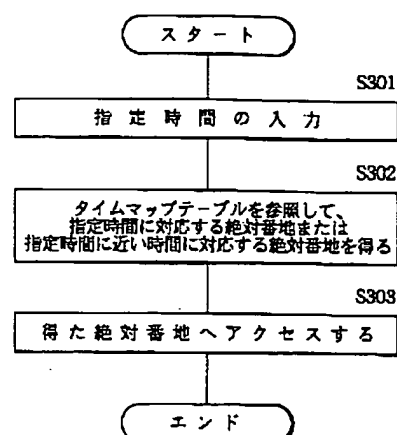 スタート
S301
指定時間の入力
S302
タイムマップテーブルを参照して、
指定時間に対応する絶対番地または
指定時間に近い時間に対応する絶対番地を得る
S303
得た絶対番地へアクセスする
エンド